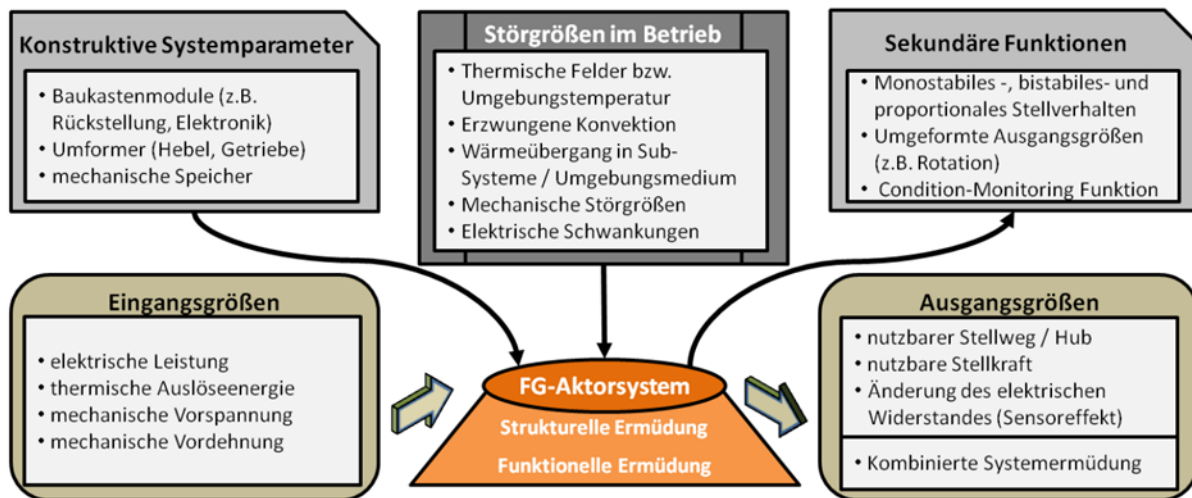 Konstruktive Systemparameter
• Baukastenmodule (z.B.
Rückstellung, Elektronik)
• Umformer (Hebel, Getriebe)
• mechanische Speicher
Störgrößen im Betrieb
• Thermische Felder bzw.
Umgebungstemperatur
• Erzwungene Konvektion
• Wärmeübergang in Sub-
Systeme / Umgebungsmedium
• Mechanische Störgrößen
• Elektrische Schwankungen
Sekundäre Funktionen
• Monostabiles -, bistabiles- und
proportionales Stellverhalten
• Umgeformte Ausgangsgrößen
(z.B. Rotation)
• Condition-Monitoring Funktion
Eingangsgrößen
• elektrische Leistung
• thermische Auslöseenergie
• mechanische Vorspannung
• mechanische Vordehnung
FG-Aktorsystem
Strukturelle Ermüdung
Funktionelle Ermüdung
Ausgangsgrößen
• nutzbarer Stellweg / Hub
• nutzbare Stellkraft
• Änderung des elektrischen
Widerstandes (Sensoreffekt)
• Kombinierte Systemermüdung